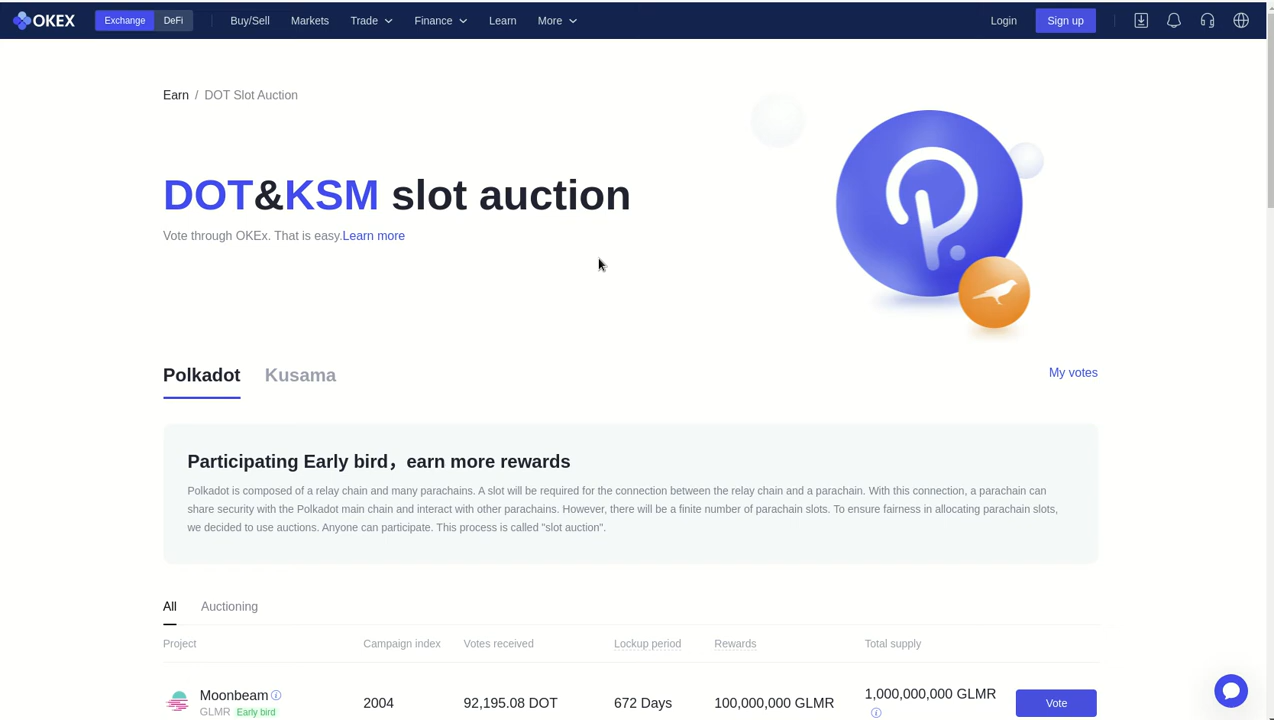 OKEX Exchange DeFi Buy/Sell Markets Trade Finance Learn More Login Sign up
Earn / DOT Slot Auction
DOT&KSM slot auction
Vote through OKEx. That is easy.Learn more
Polkadot Kusama My votes
Participating Early bird，earn more rewards
Polkadot is composed of a relay chain and many parachains. A slot will be required for the connection between the relay chain and a parachain. With this connection, a parachain can
share security with the Polkadot main chain and interact with other parachains. However, there will be a finite number of parachain slots. To ensure fairness in allocating parachain slots,
we decided to use auctions. Anyone can participate. This process is called "slot auction".
All Auctioning
Project Campaign index Votes received Lockup period Rewards Total supply
Moonbeam 2004 92,195.08 DOT 672 Days 100,000,000 GLMR 1,000,000,000 GLMR Vote
GLMR Early bird